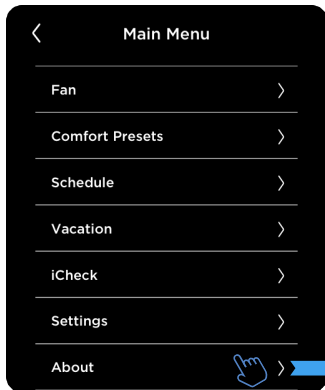 Main Menu
Fan
Comfort Presets
Schedule
Vacation
iCheck
Settings
About